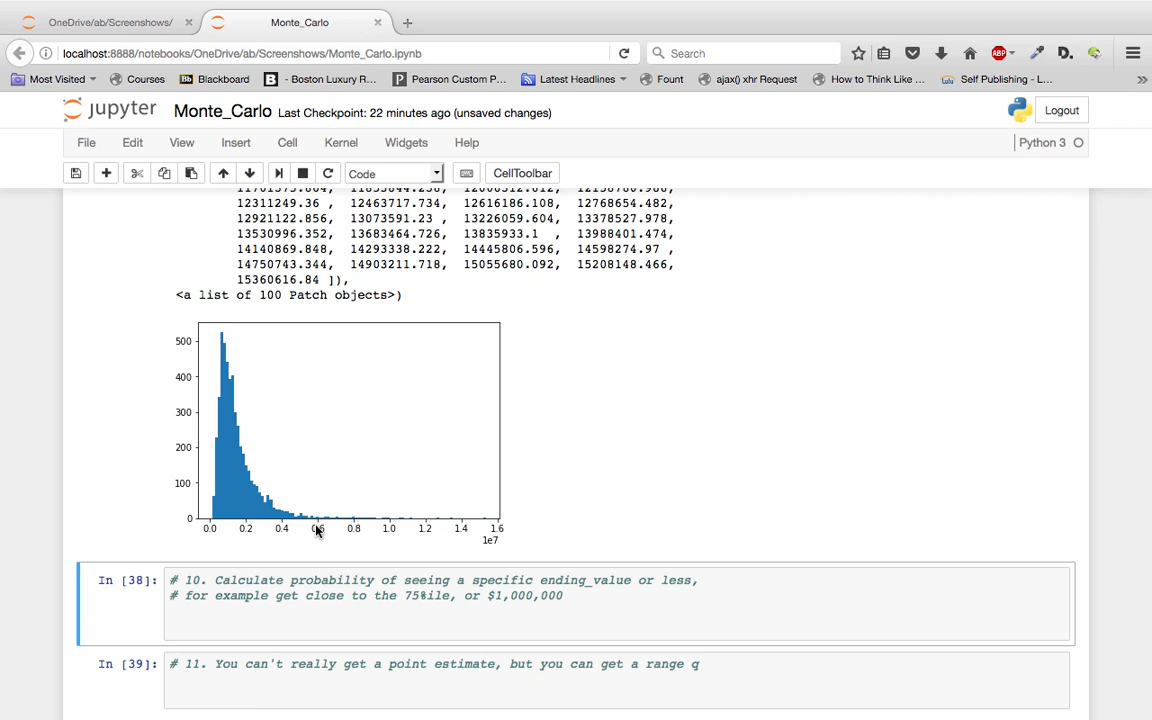 OneDrive/ab/Screenshows/ × Monte_Carlo × +
localhost:8888/notebooks/OneDrive/ab/Screenshows/Monte_Carlo.ipynb Search ABP D.
Most Visited Courses Bb Blackboard B - Boston Luxury R... P Pearson Custom P... Latest Headlines Fount ajax() xhr Request How to Think Like ... Self Publishing - L... »
jupyter Monte_Carlo Last Checkpoint: 22 minutes ago (unsaved changes) Logout
File Edit View Insert Cell Kernel Widgets Help Python 3
Code CellToolbar
12311249.36 , 12463717.734, 12616186.108, 12768654.482,
12921122.856, 13073591.23 , 13226059.604, 13378527.978,
13530996.352, 13683464.726, 13835933.1 , 13988401.474,
14140869.848, 14293338.222, 14445806.596, 14598274.97 ,
14750743.344, 14903211.718, 15055680.092, 15208148.466,
15360616.84 ]),
<a list of 100 Patch objects>)
500
400
300
200
100
0
0.0 0.2 0.4 0.6 0.8 1.0 1.2 1.4 1.6
1e7
In [38]: # 10. Calculate probability of seeing a specific ending_value or less,
# for example get close to the 75%ile, or $1,000,000
In [39]: # 11. You can't really get a point estimate, but you can get a range q